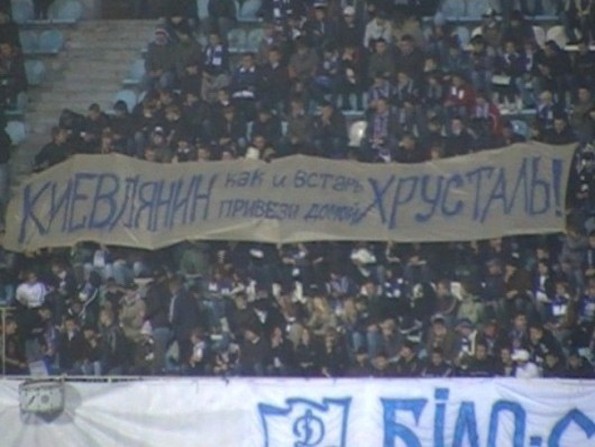 КИЕВЛЯНИН как и встарь ХРУСТАЛЬ!
привези домой
Д
БІЛО-С